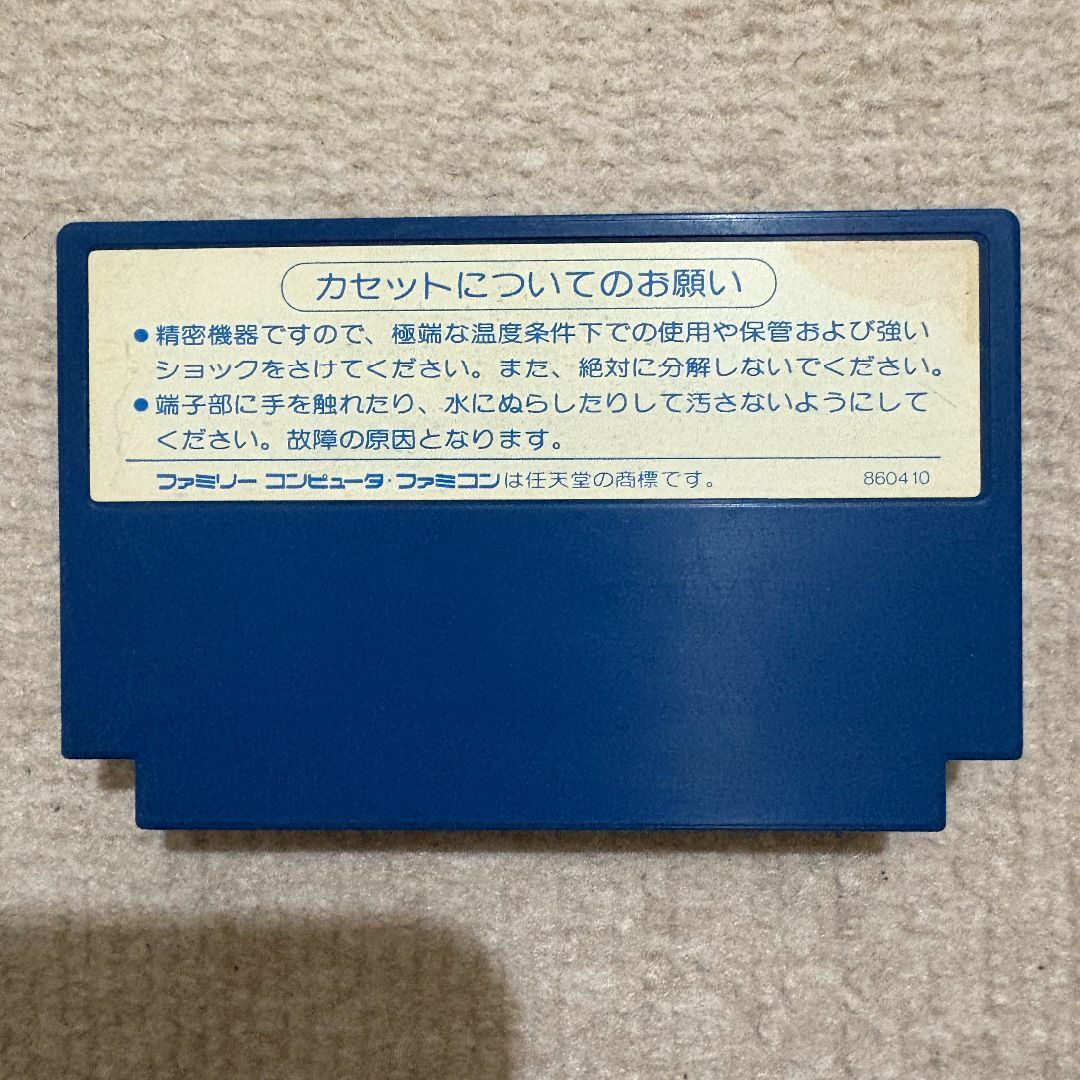 カセットについてのお願い
●精密機器ですので、極端な温度条件下での使用や保管および強い
ショックをさけてください。また、絶対に分解しないでください。
●端子部に手を触れたり、水にぬらしたりして汚さないようにして
ください。故障の原因となります。
ファミリー コンピュータ・ファミコンは任天堂の商標です。 860410